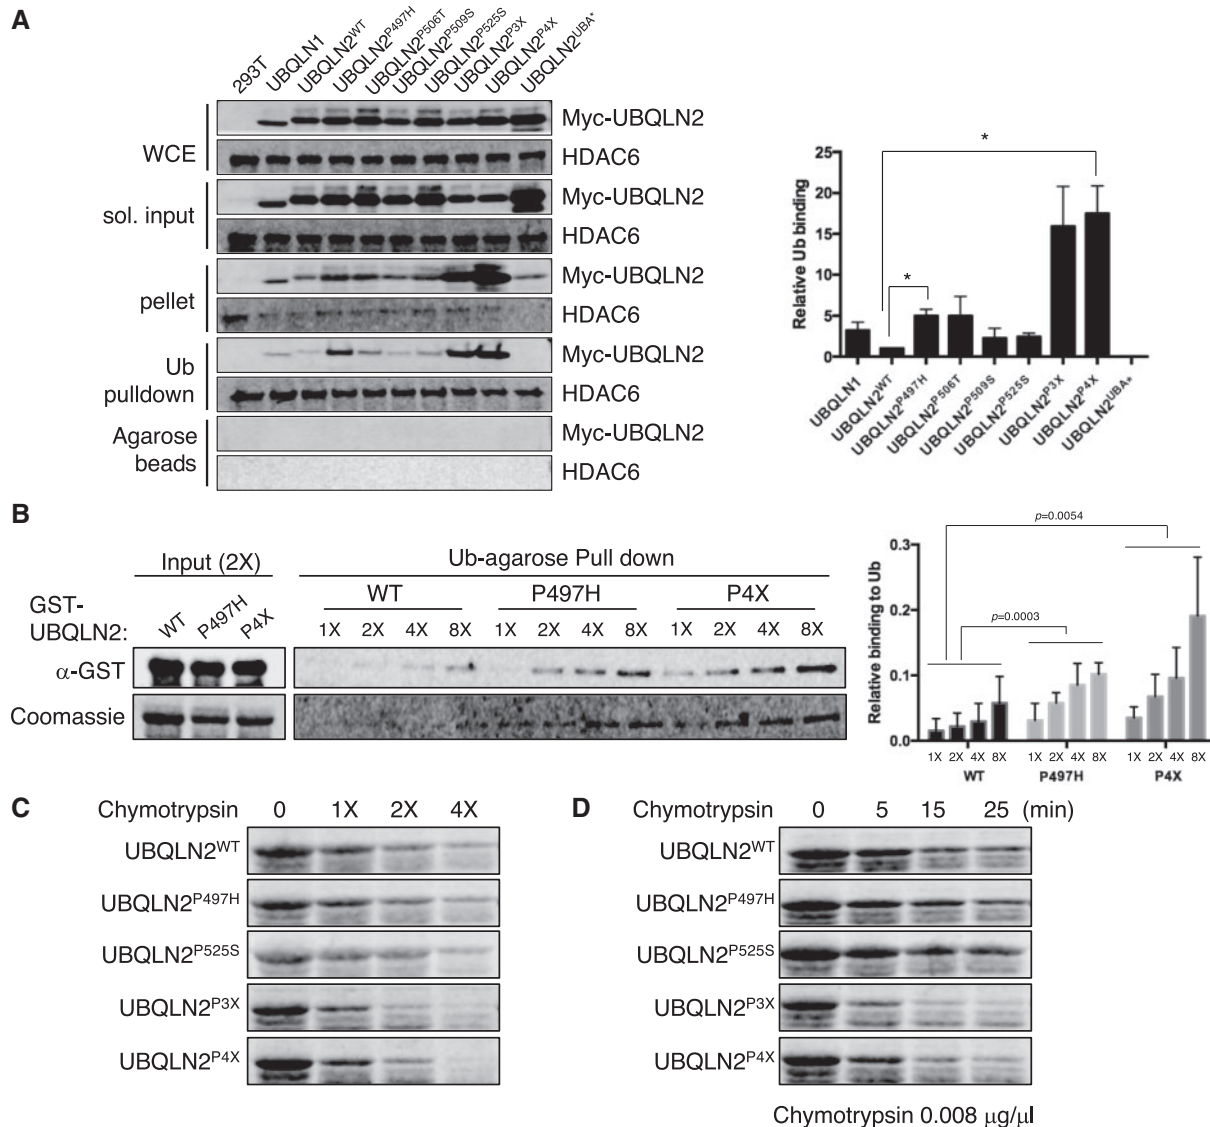 A
293T
UBQLN1
UBQLN2WT
UBQLN2P497H
UBQLN2P506T
UBQLN2P509S
UBQLN2P525S
UBQLN2P3X
UBQLN2P4X
UBQLN2UBA*
WCE
Myc-UBQLN2
HDAC6
sol. input
Myc-UBQLN2
HDAC6
pellet
Myc-UBQLN2
HDAC6
Ub
pulldown
Myc-UBQLN2
HDAC6
Agarose
beads
Myc-UBQLN2
HDAC6
Relative Ub binding
25
20
15
10
5
0
*
*
UBQLN1
UBQLN2WT
UBQLN2P497H
UBQLN2P506T
UBQLN2P509S
UBQLN2P525S
UBQLN2P3X
UBQLN2P4X
UBQLN2UBA*
B
Input (2X)
Ub-agarose Pull down
GST-
UBQLN2:
WT P497H P4X
WT P497H P4X
1X 2X 4X 8X 1X 2X 4X 8X 1X 2X 4X 8X
α-GST
Coomassie
Relative binding to Ub
0.3
0.2
0.1
0.0
p=0.0054
p=0.0003
1X 2X 4X 8X 1X 2X 4X 8X 1X 2X 4X 8X
WT P497H P4X
C
Chymotrypsin 0 1X 2X 4X
UBQLN2WT
UBQLN2P497H
UBQLN2P525S
UBQLN2P3X
UBQLN2P4X
D
Chymotrypsin 0 5 15 25 (min)
UBQLN2WT
UBQLN2P497H
UBQLN2P525S
UBQLN2P3X
UBQLN2P4X
Chymotrypsin 0.008 μg/μl